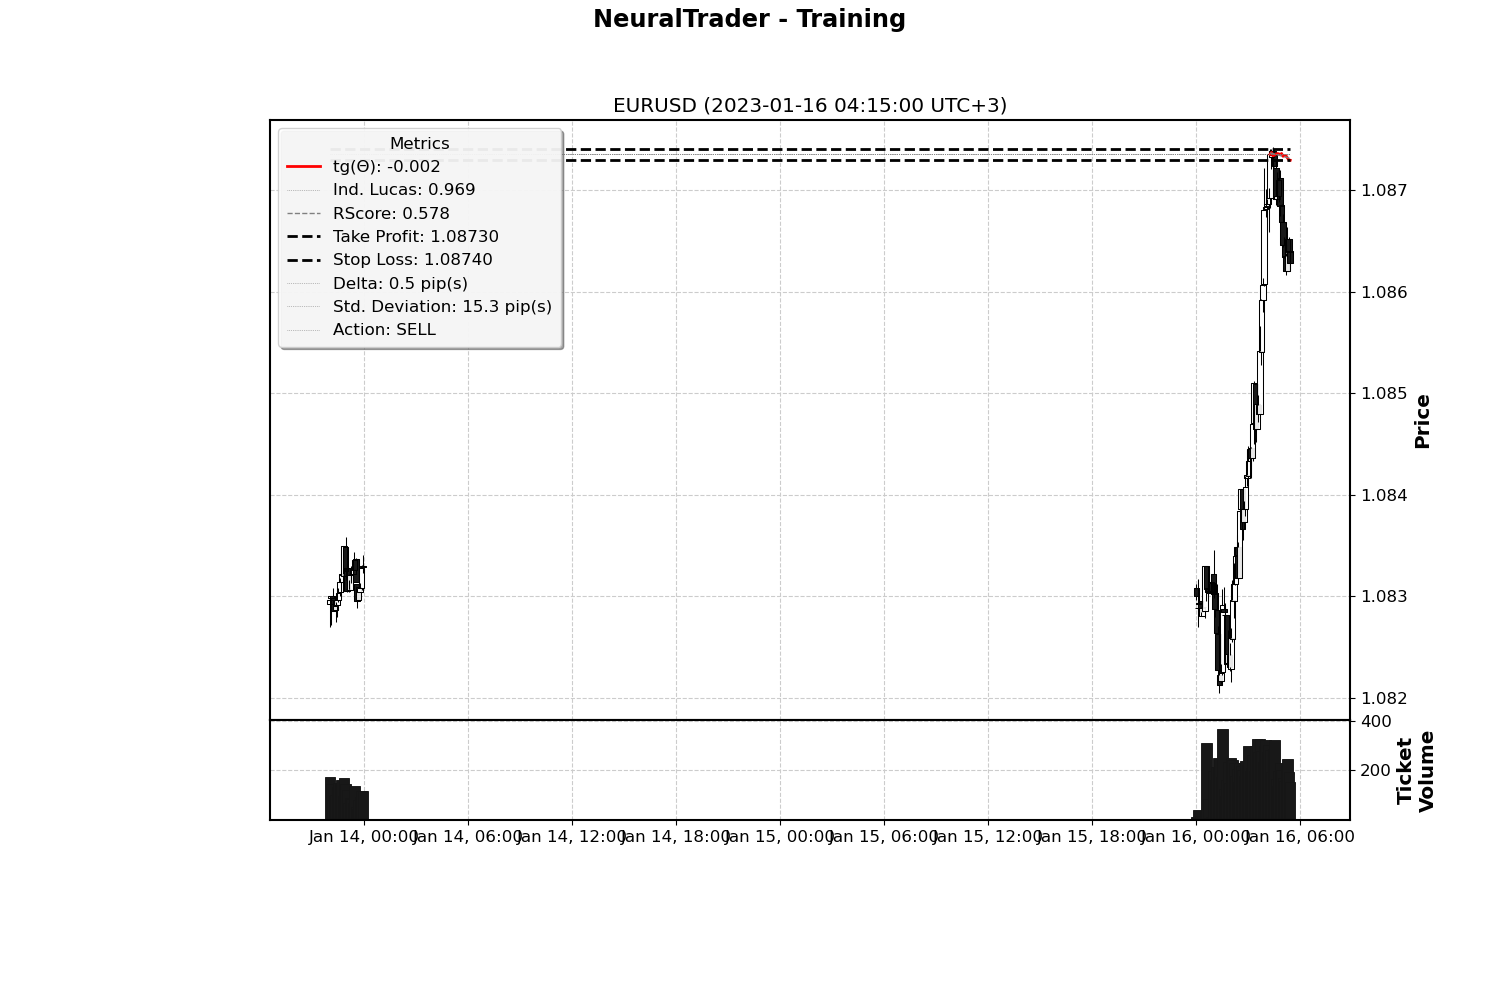 NeuralTrader - Training
EURUSD (2023-01-16 04:15:00 UTC+3)
Metrics
tg(Θ): -0.002
Ind. Lucas: 0.969
RScore: 0.578
Take Profit: 1.08730
Stop Loss: 1.08740
Delta: 0.5 pip(s)
Std. Deviation: 15.3 pip(s)
Action: SELL
1.087
1.086
1.085
1.084
1.083
1.082
Price
400
200
Ticket
Volume
Jan 14, 00:00
Jan 14, 06:00
Jan 14, 12:00
Jan 14, 18:00
Jan 15, 00:00
Jan 15, 06:00
Jan 15, 12:00
Jan 15, 18:00
Jan 16, 00:00
Jan 16, 06:00